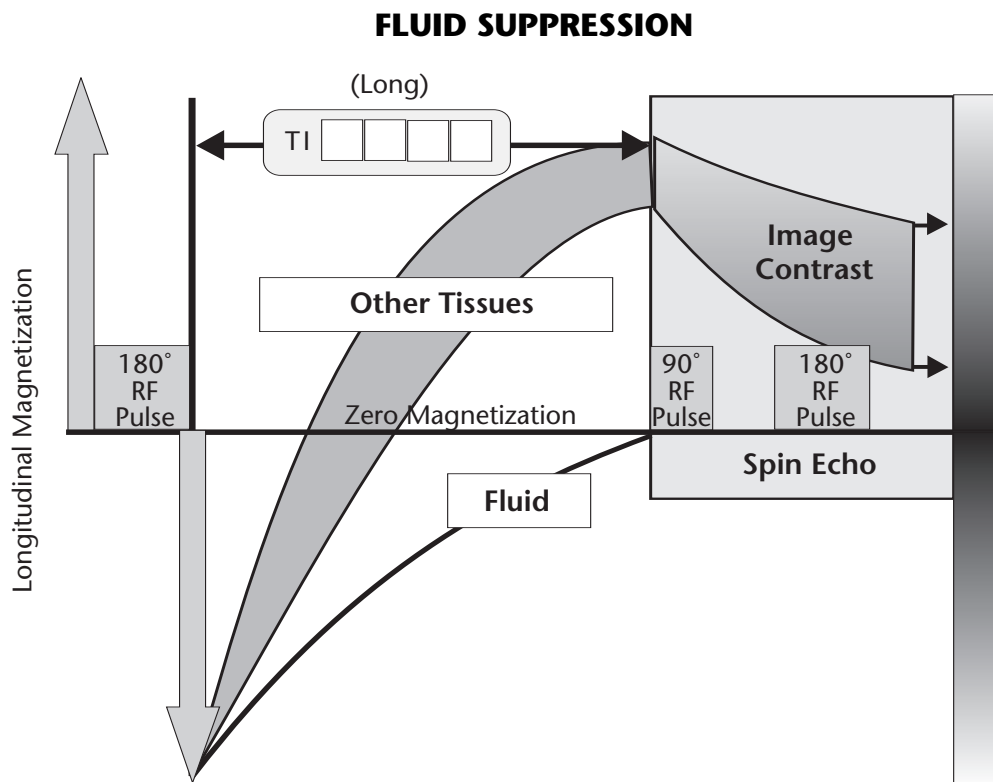 FLUID SUPPRESSION
(Long)
TI
Image
Contrast
Other Tissues
180°
RF
Pulse
90°
RF
Pulse
180°
RF
Pulse
Zero Magnetization
Longitudinal Magnetization
Spin Echo
Fluid